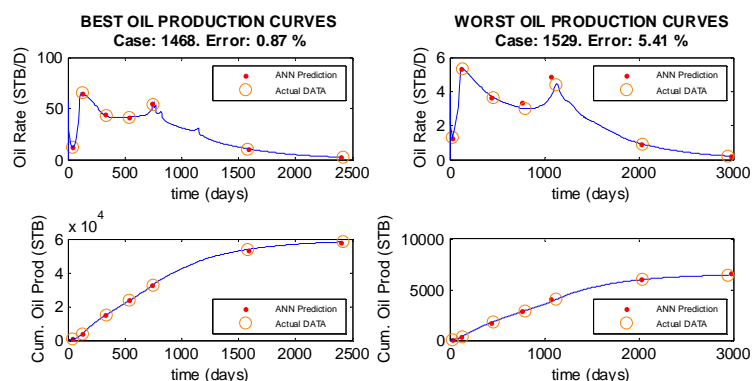 BEST OIL PRODUCTION CURVES
Case: 1468. Error: 0.87 %
Oil Rate (STB/D)
100
50
0
ANN Prediction
Actual DATA
0 500 1000 1500 2000 2500
time (days)
WORST OIL PRODUCTION CURVES
Case: 1529. Error: 5.41 %
Oil Rate (STB/D)
6
4
2
0
ANN Prediction
Actual DATA
0 1000 2000 3000
time (days)
x 10^4
Cum. Oil Prod (STB)
6
4
2
0
ANN Prediction
Actual DATA
0 500 1000 1500 2000 2500
time (days)
Cum. Oil Prod (STB)
10000
5000
0
ANN Prediction
Actual DATA
0 1000 2000 3000
time (days)